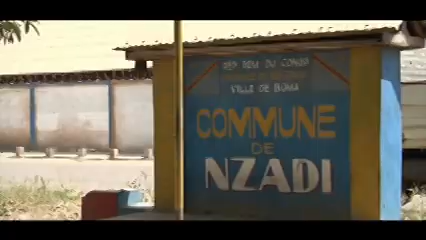 REP DEM DU CONGO
VILLE DE BOMA
COMMUNE
DE
NZADI